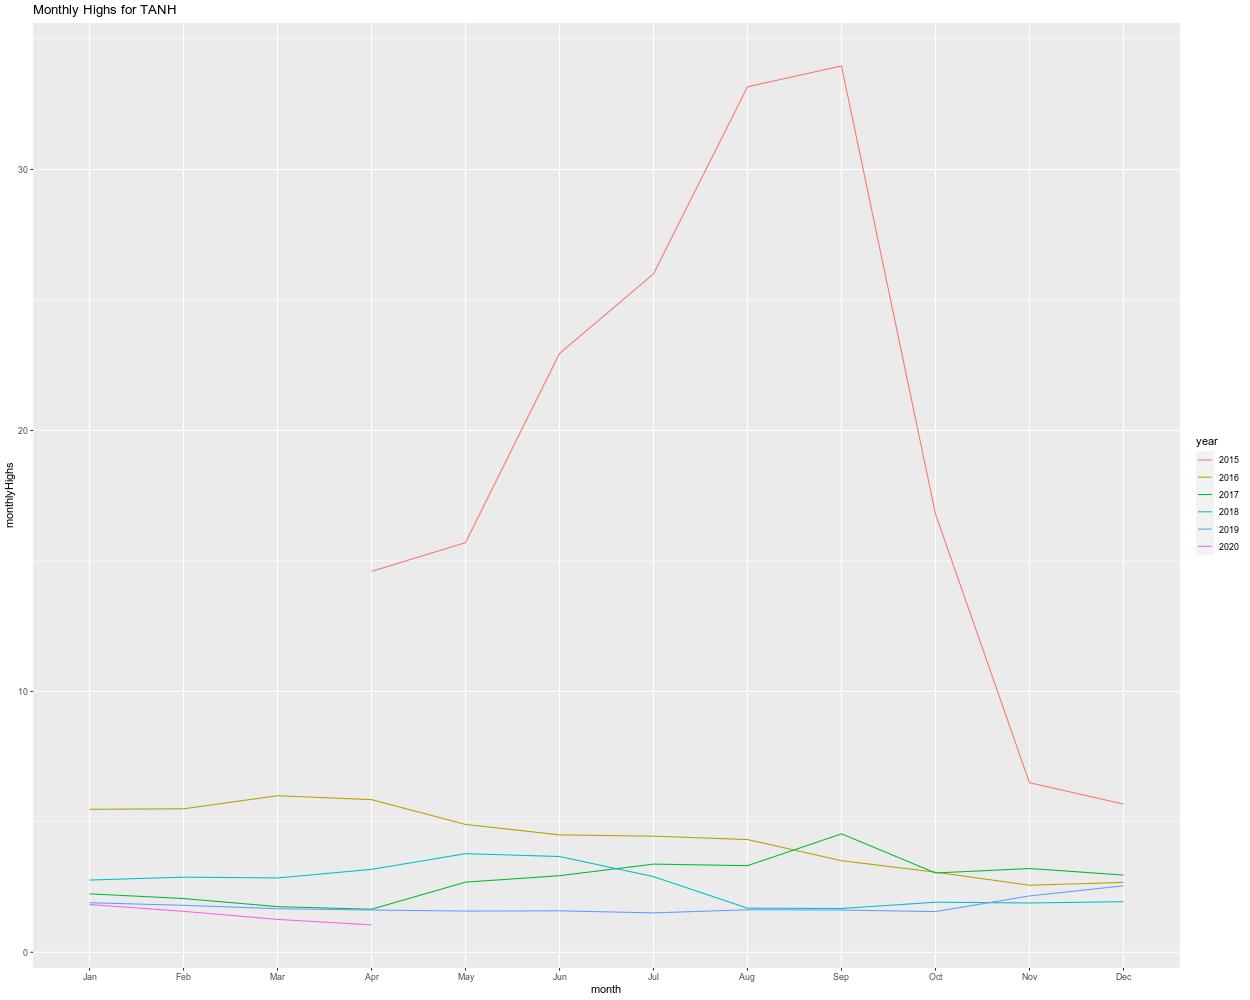 Monthly Highs for TANH
monthlyHighs
30
20
10
0
Jan Feb Mar Apr May Jun Jul Aug Sep Oct Nov Dec
month
year
2015
2016
2017
2018
2019
2020